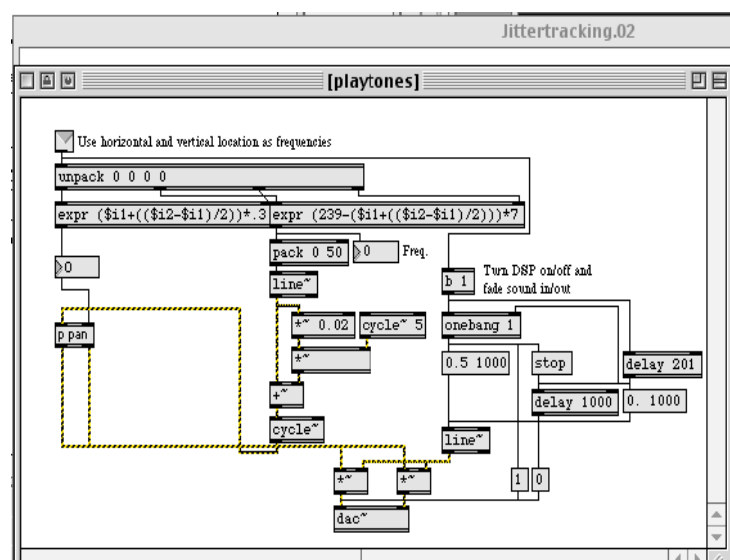 Jittertracking.02
[playtones]
Use horizontal and vertical location as frequencies
unpack 0 0 0 0
expr ($i1+(($i2-$i1)/2))*.3
expr (239-($i1+(($i2-$i1)/2)))*7
pack 0 50
0
Freq.
0
line~
b 1
Turn DSP on/off and
fade sound in/out
*~ 0.02
cycle~ 5
onebang 1
p pan
*~
0.5 1000
stop
delay 201
+~
delay 1000
0. 1000
cycle~
line~
*~
*~
1
0
dac~